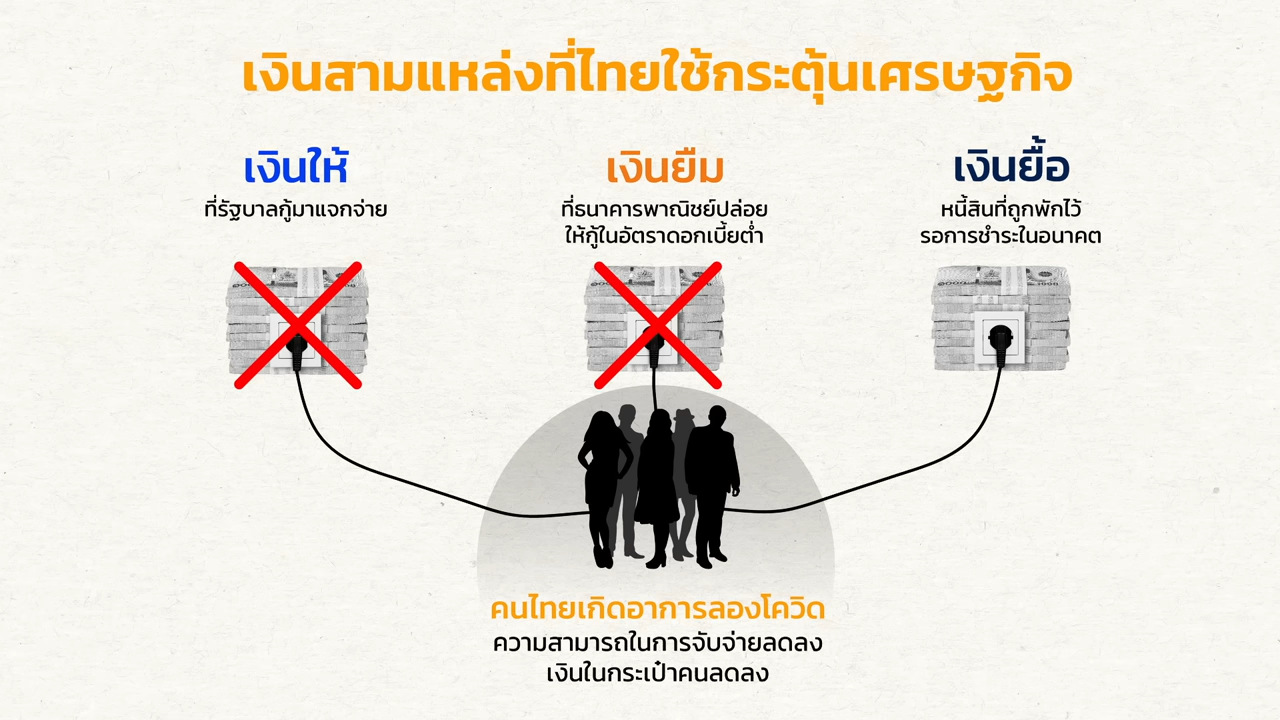 เงินสามแหล่งที่ไทยใช้กระตุ้นเศรษฐกิจ
เงินให้
ที่รัฐบาลกู้มาแจกจ่าย
เงินยืม
ที่ธนาคารพาณิชย์ปล่อย
ให้กู้ในอัตราดอกเบี้ยต่ำ
เงินยื้อ
หนี้สินที่ถูกพักไว้
รอการชำระในอนาคต
คนไทยเกิดอาการลองโควิด
ความสามารถในการจับจ่ายลดลง
เงินในกระเป๋าคนลดลง